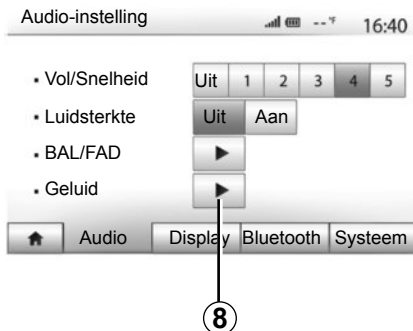 Audio-instelling --°F 16:40
Vol/Snelheid Uit 1 2 3 4 5
Luidsterkte Uit Aan
BAL/FAD
Geluid
Audio Display Bluetooth Systeem
8